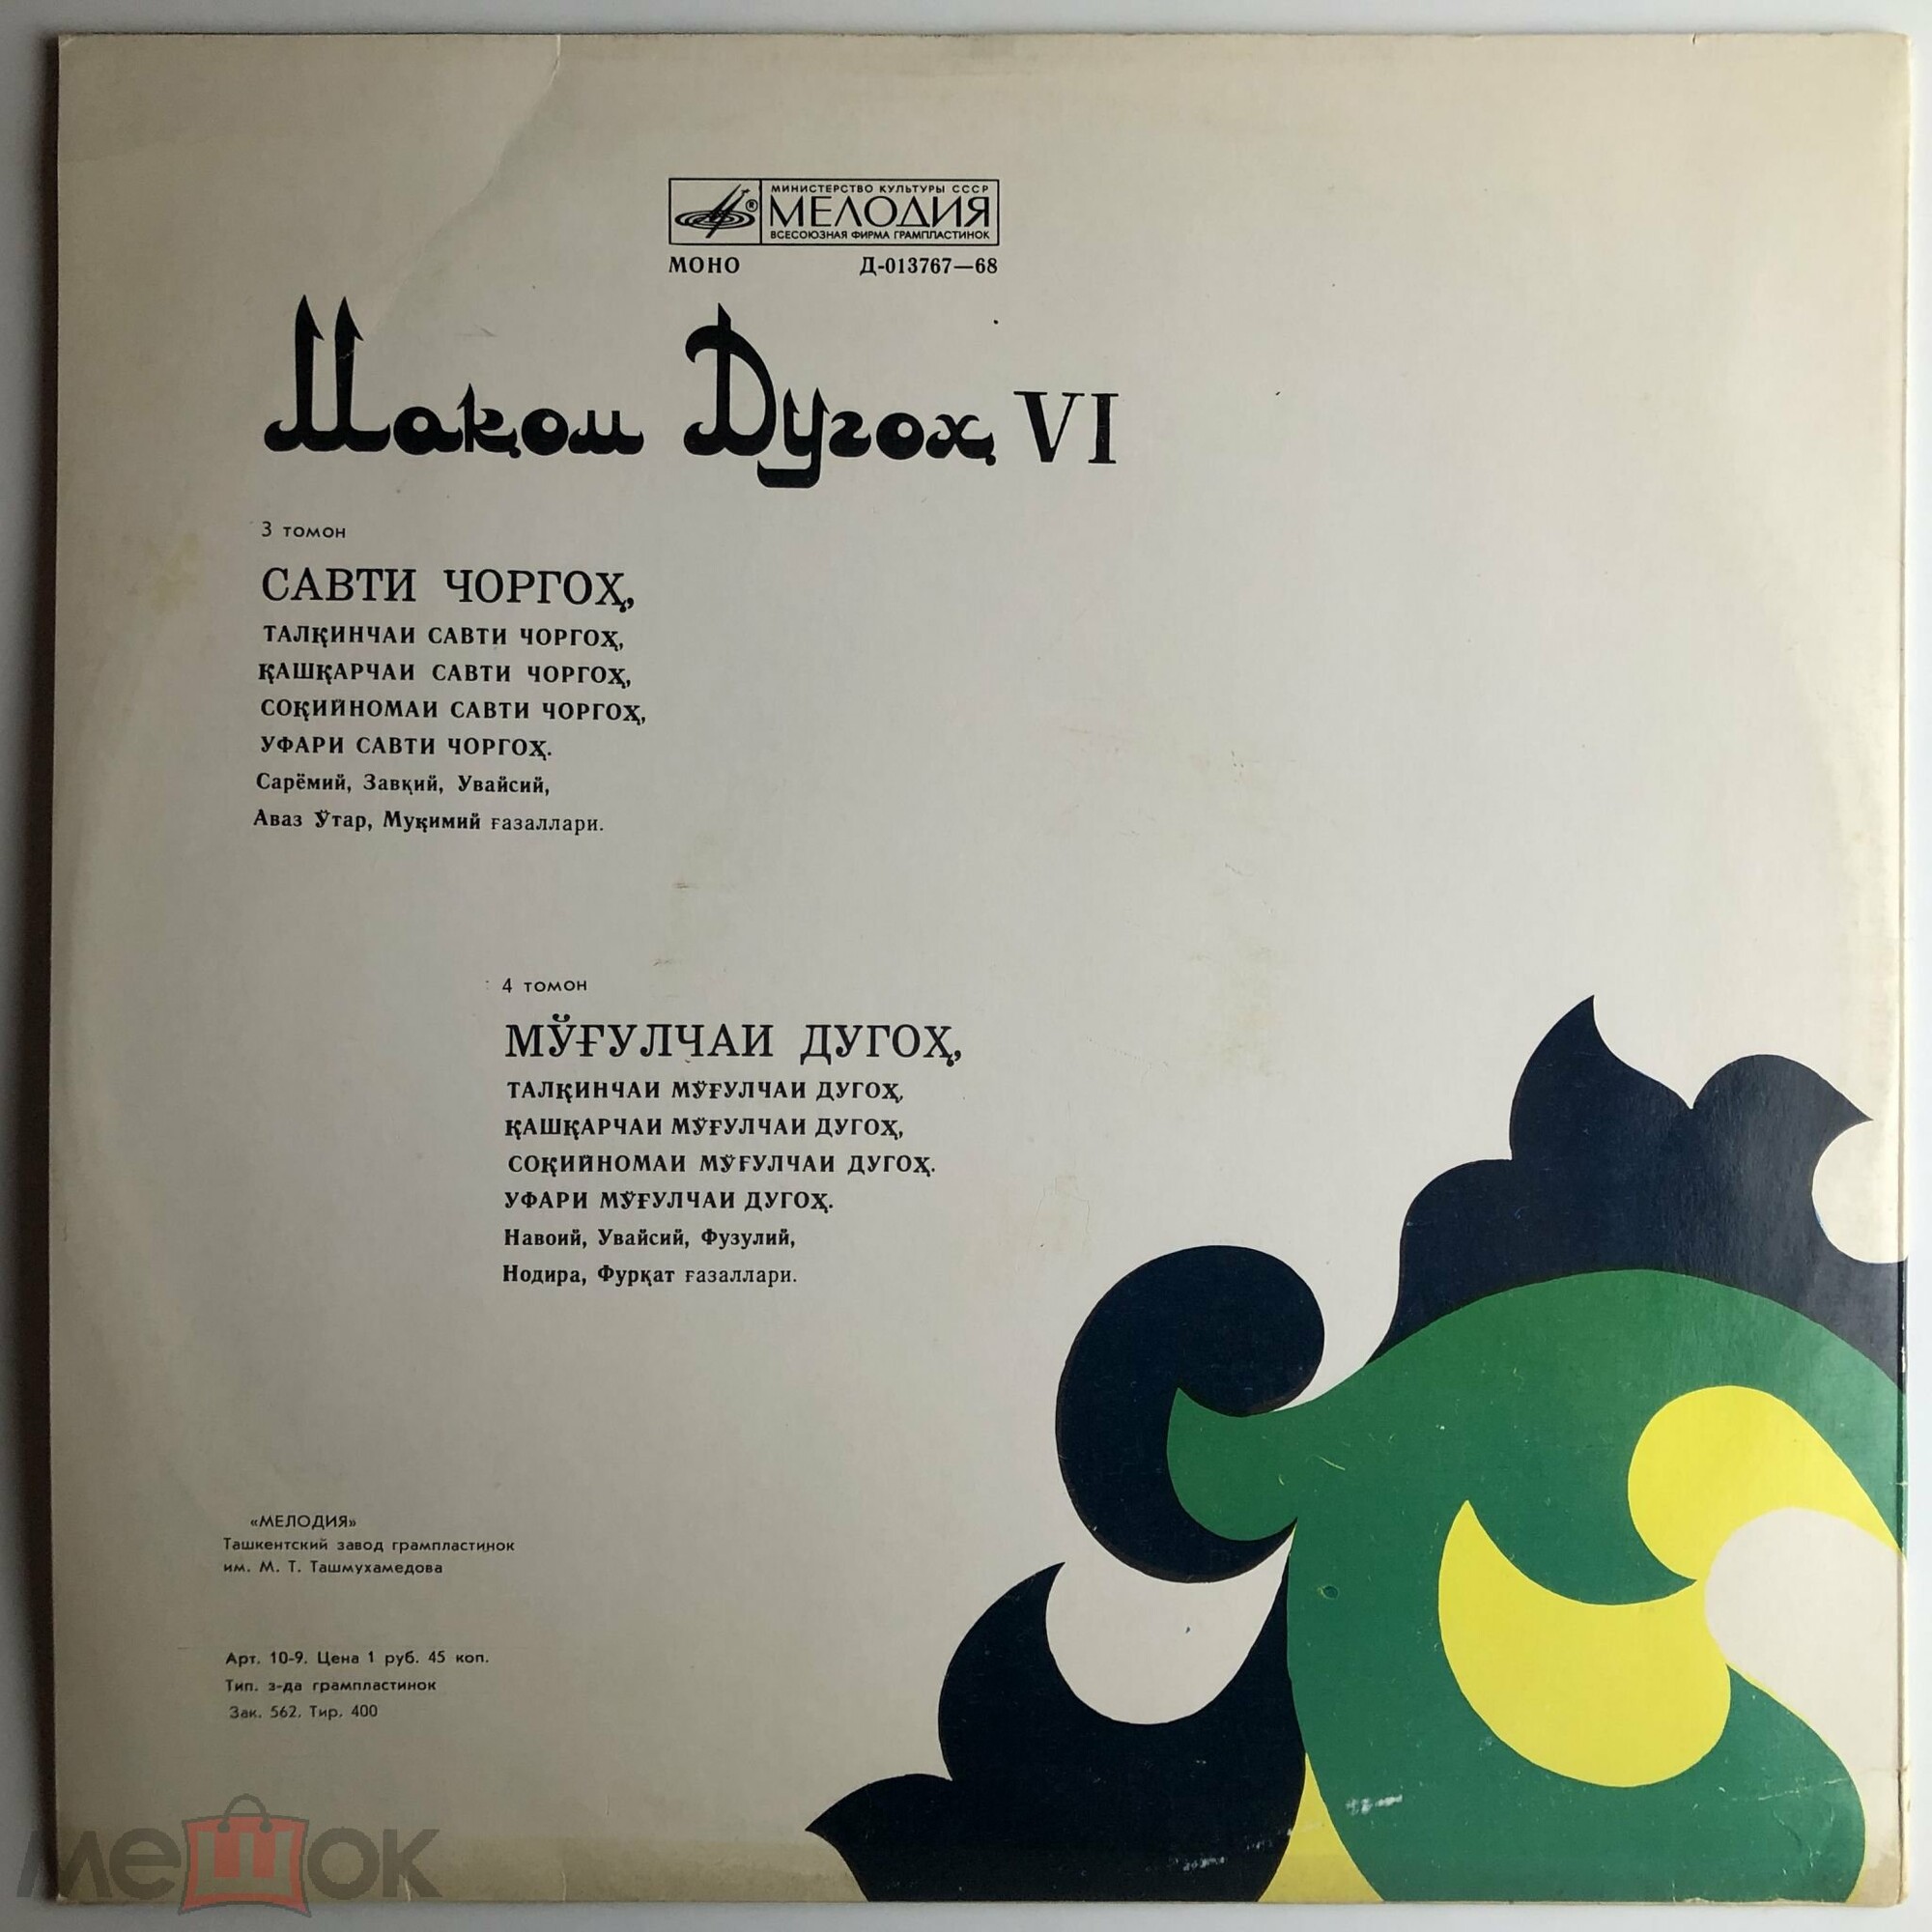 МИНИСТЕРСТВО КУЛЬТУРЫ СССР
МЕЛОДИЯ
ВСЕСОЮЗНАЯ ФИРМА ГРАМПЛАСТИНОК
МОНО Д-013767—68
Мақом Дугоҳ VI
3 томон
САВТИ ЧОРГОҲ,
ТАЛҚИНЧАИ САВТИ ЧОРГОҲ,
ҚАШҚАРЧАИ САВТИ ЧОРГОҲ,
СОҚИЙНОМАИ САВТИ ЧОРГОҲ,
УФАРИ САВТИ ЧОРГОҲ.
Сарёмий, Завқий, Увайсий,
Аваз Ўтар, Муқимий ғазаллари.
4 томон
МЎҒУЛЧАИ ДУГОҲ,
ТАЛҚИНЧАИ МЎҒУЛЧАИ ДУГОҲ,
ҚАШҚАРЧАИ МЎҒУЛЧАИ ДУГОҲ,
СОҚИЙНОМАИ МЎҒУЛЧАИ ДУГОҲ.
УФАРИ МЎҒУЛЧАИ ДУГОҲ.
Навоий, Увайсий, Фузулий,
Нодира, Фурқат ғазаллари.
«МЕЛОДИЯ»
Ташкентский завод грампластинок
им. М. Т. Ташмухамедова
Арт. 10-9. Цена 1 руб. 45 коп.
Тип. з-да грампластинок
Зак. 562. Тир. 400
мешок